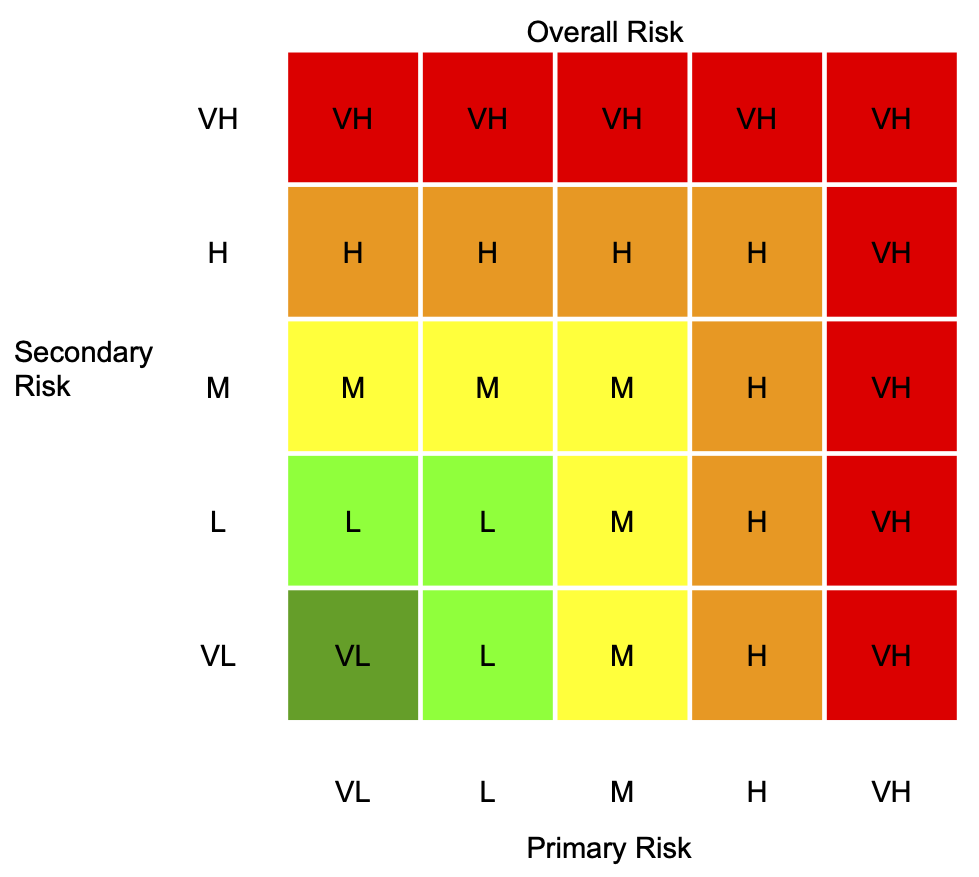 Overall Risk
VH VH VH VH VH VH
H H H H H VH
Secondary
Risk
M M M M H VH
L L L M H VH
VL VL L M H VH
VL L M H VH
Primary Risk